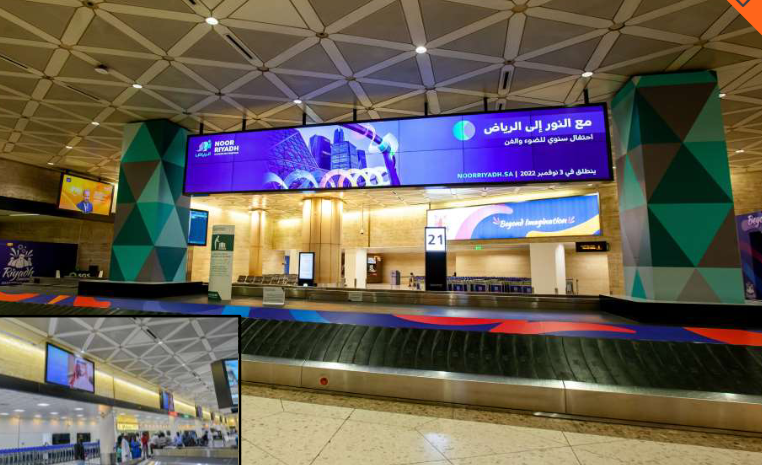 NOOR
RIYADH
مع النور إلى الرياض
احتفال سنوي للضوء والفن
ينطلق في 3 نوفمبر 2022 | NOORRIYADH.SA
Beyond Imagination
21
Riyadh